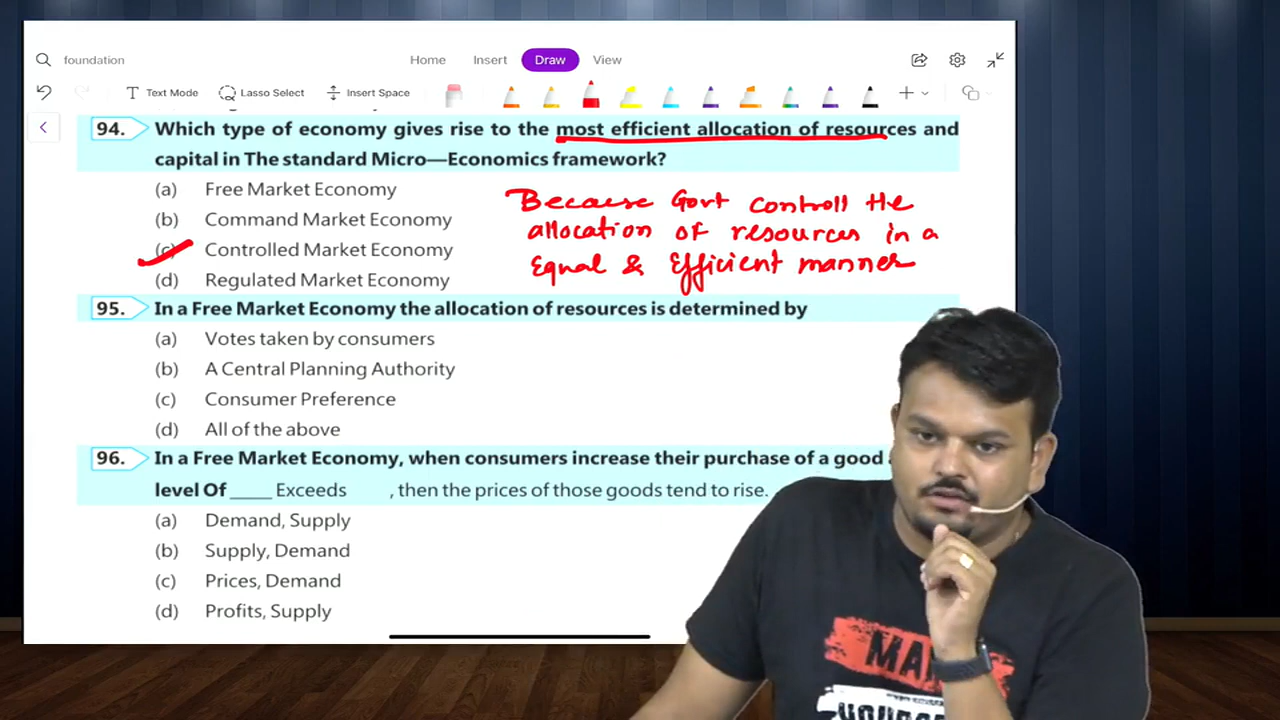 foundation
Home Insert Draw View
Text Mode Lasso Select Insert Space
94. Which type of economy gives rise to the most efficient allocation of resources and
capital in The standard Micro—Economics framework?
(a) Free Market Economy
(b) Command Market Economy
(c) Controlled Market Economy
(d) Regulated Market Economy
Because Govt controll the
allocation of resources in a
Equal & Efficient manner
95. In a Free Market Economy the allocation of resources is determined by
(a) Votes taken by consumers
(b) A Central Planning Authority
(c) Consumer Preference
(d) All of the above
96. In a Free Market Economy, when consumers increase their purchase of a good
level Of ____ Exceeds , then the prices of those goods tend to rise.
(a) Demand, Supply
(b) Supply, Demand
(c) Prices, Demand
(d) Profits, Supply